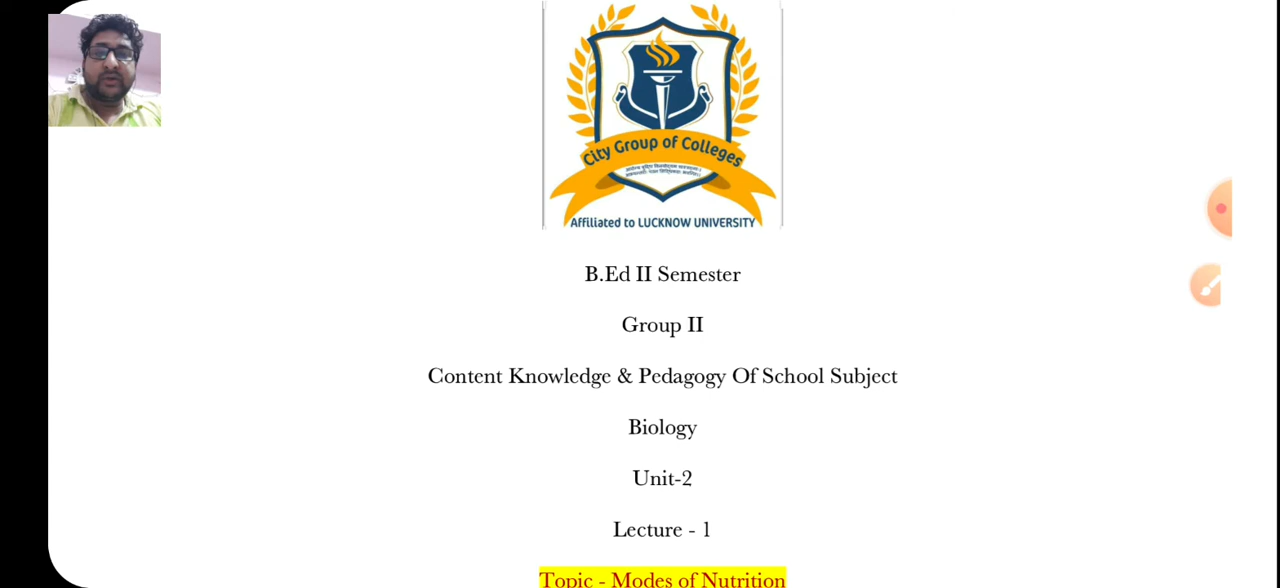 City Group of Colleges
Affiliated to LUCKNOW UNIVERSITY
B.Ed II Semester
Group II
Content Knowledge & Pedagogy Of School Subject
Biology
Unit-2
Lecture - 1
Topic - Modes of Nutrition